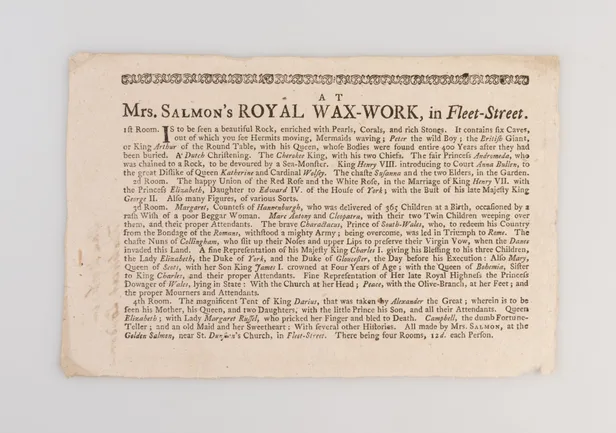 AT
Mrs. SALMON's ROYAL WAX-WORK, in Fleet-Street.
1st Room. IS to be seen a beautiful Rock, enriched with Pearls, Corals, and rich Stones. It contains six Caves,
out of which you see Hermits moving, Mermaids waving; Peter the wild Boy; the British Giant,
or King Arthur of the Round Table, with his Queen, whose Bodies were found entire 400 Years after they had
been buried. A Dutch Christening. The Cherokee King, with his two Chiefs. The fair Princess Andromeda, who
was chained to a Rock, to be devoured by a Sea-Monster. King Henry VIII. introducing to Court Anna Bullen, to
the great Dislike of Queen Katherine and Cardinal Wolsey. The chaste Susanna and the two Elders, in the Garden.
2d Room. The happy Union of the Red Rose and the White Rose, in the Marriage of King Henry VII. with
the Princess Elizabeth, Daughter to Edward IV. of the House of York; with the Bust of his late Majesty King
George II. Also many Figures, of various Sorts.
3d Room. Margaret, Countess of Hannenburgh, who was delivered of 365 Children at a Birth, occasioned by a
rash Wish of a poor Beggar Woman. Marc Antony and Cleopatra, with their two Twin Children weeping over
them, and their proper Attendants. The brave Charactacus, Prince of South-Wales, who, to redeem his Country
from the Bondage of the Romans, withstood a mighty Army; being overcome, was led in Triumph to Rome. The
chaste Nuns of Collingham, who slit up their Noses and upper Lips to preserve their Virgin Vow, when the Danes
invaded this Land. A fine Representation of his Majesty King Charles I. giving his Blessing to his three Children,
the Lady Elizabeth, the Duke of York, and the Duke of Gloucester, the Day before his Execution: Also Mary,
Queen of Scots, with her Son King James I. crowned at Four Years of Age; with the Queen of Bohemia, Sister
to King Charles, and their proper Attendants. Fine Representation of Her late Royal Highness the Princess
Dowager of Wales, lying in State: With the Church at her Head; Peace, with the Olive-Branch, at her Feet; and
the proper Mourners and Attendants.
4th Room. The magnificent Tent of King Darius, that was taken by Alexander the Great; wherein is to be
seen his Mother, his Queen, and two Daughters, with the little Prince his Son, and all their Attendants. Queen
Elizabeth; with Lady Margaret Russel, who pricked her Finger and bled to Death. Campbell, the dumb Fortune-
Teller; and an old Maid and her Sweetheart: With several other Histories. All made by Mrs. SALMON, at the
Golden Salmon, near St. Dunstan's Church, in Fleet-Street. There being four Rooms, 12d. each Person.